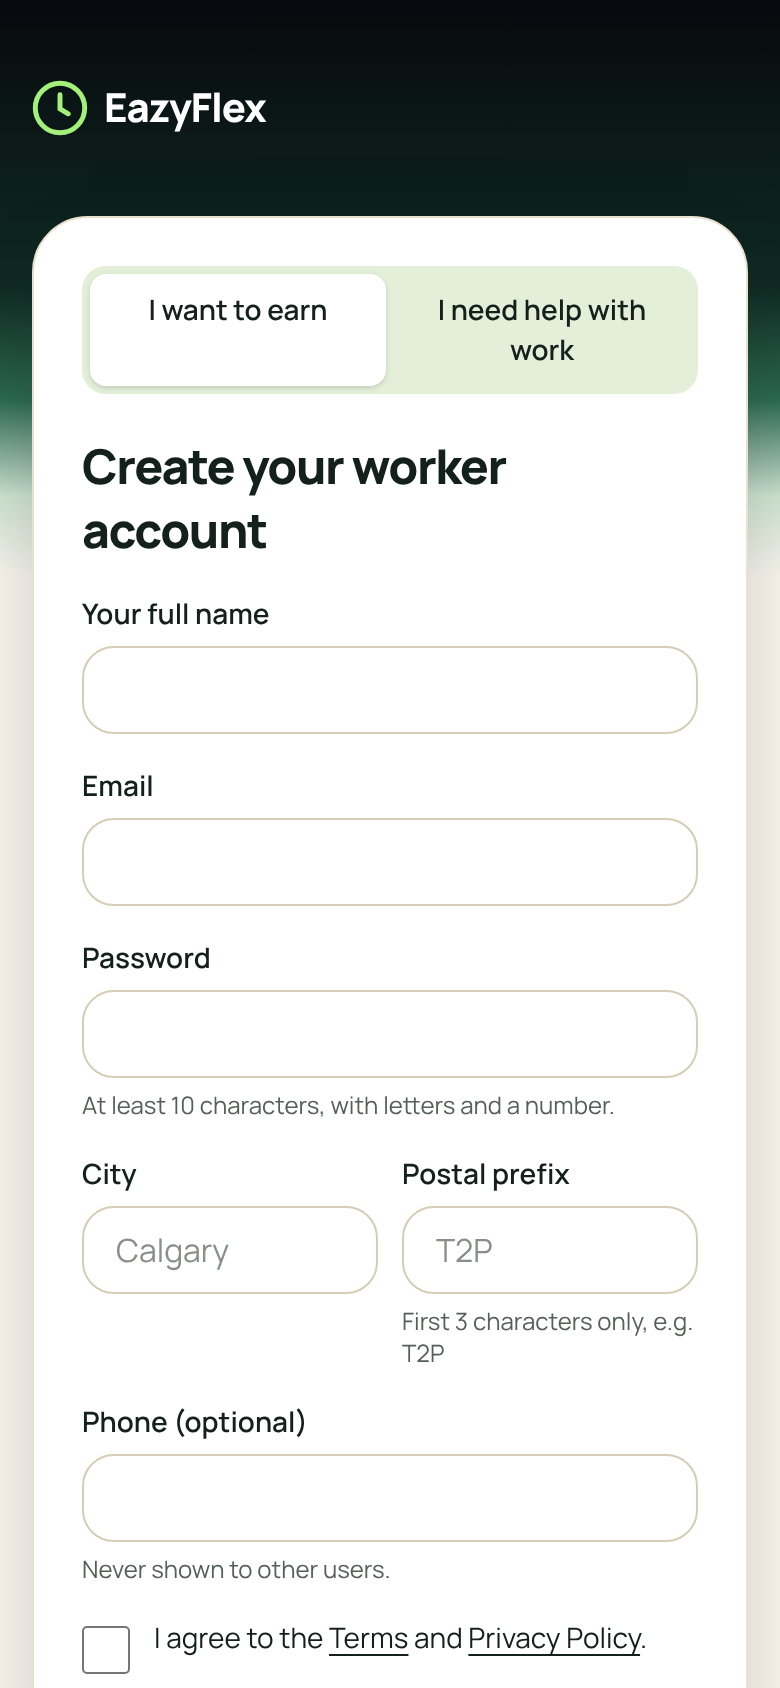 EazyFlex
I want to earn
I need help with
work
Create your worker
account
Your full name
Email
Password
At least 10 characters, with letters and a number.
City
Postal prefix
Calgary
T2P
First 3 characters only, e.g.
T2P
Phone (optional)
Never shown to other users.
I agree to the Terms and Privacy Policy.